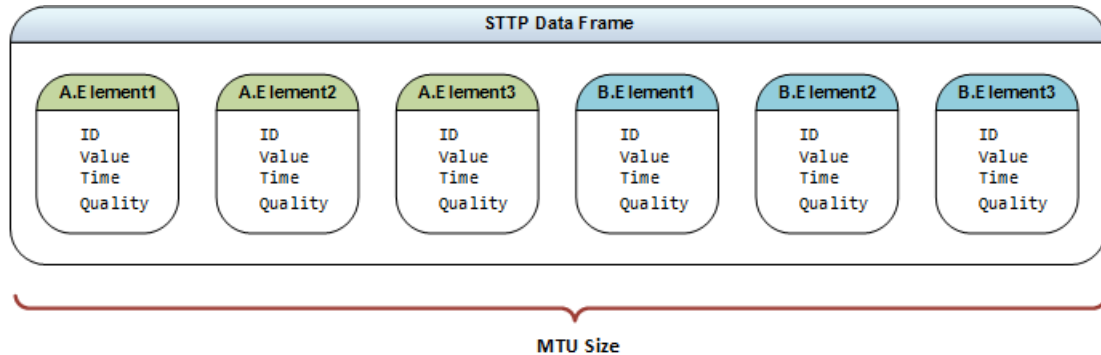 STTP Data Frame
A.Element1 A.Element2 A.Element3 B.Element1 B.Element2 B.Element3
ID ID ID ID ID ID
Value Value Value Value Value Value
Time Time Time Time Time Time
Quality Quality Quality Quality Quality Quality
MTU Size